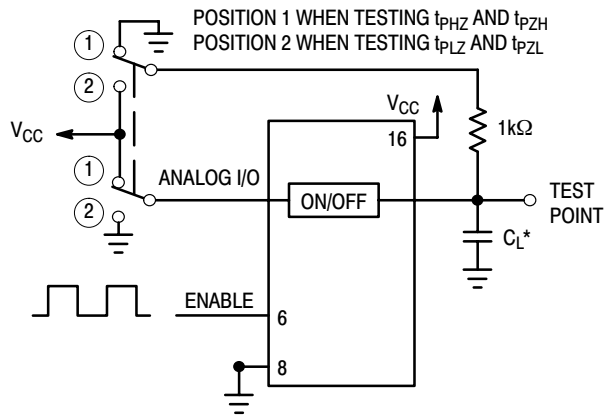 POSITION 1 WHEN TESTING tPHZ AND tPZH
POSITION 2 WHEN TESTING tPLZ AND tPZL
1
2
VCC
1
2
ANALOG I/O
VCC
16
1kΩ
ON/OFF
TEST
POINT
CL*
ENABLE
6
8